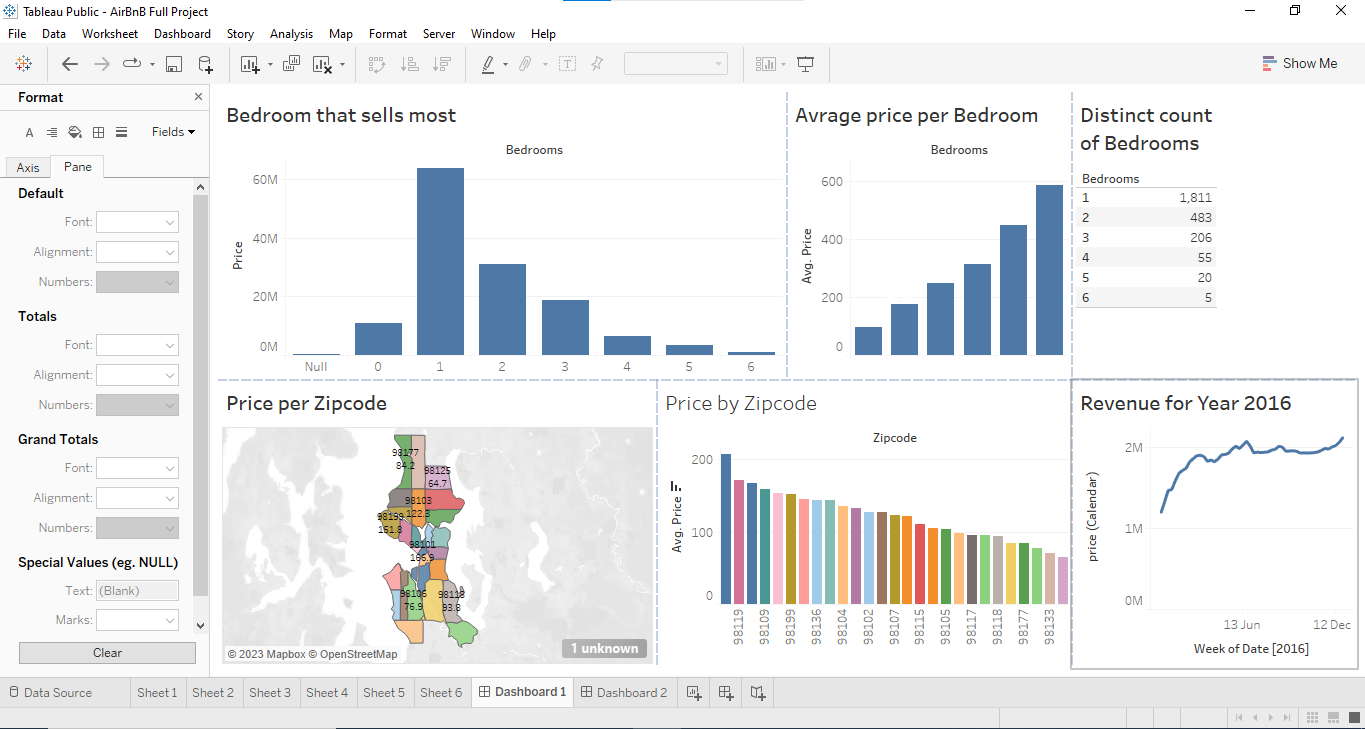 Tableau Public - AirBnB Full Project
File Data Worksheet Dashboard Story Analysis Map Format Server Window Help
Show Me
Format
A Fields
Axis Pane
Default
Font:
Alignment:
Numbers:
Totals
Font:
Alignment:
Numbers:
Grand Totals
Font:
Alignment:
Numbers:
Special Values (eg. NULL)
Text: (Blank)
Marks:
Clear
Bedroom that sells most
Bedrooms
Price
60M
40M
20M
0M
Null 0 1 2 3 4 5 6
Avrage price per Bedroom
Bedrooms
Avg. Price
600
400
200
0
Distinct count
of Bedrooms
Bedrooms
1 1,811
2 483
3 206
4 55
5 20
6 5
Price per Zipcode
98177
84.2
98125
64.7
98103
122.3
98199
151.8
98101
166.9
98106
76.9
98118
93.8
1 unknown
© 2023 Mapbox © OpenStreetMap
Price by Zipcode
Zipcode
Avg. Price
200
100
0
98119 98109 98199 98136 98104 98102 98107 98115 98105 98117 98118 98177 98133
Revenue for Year 2016
price (Calendar)
2M
1M
0M
13 Jun 12 Dec
Week of Date [2016]
Data Source Sheet 1 Sheet 2 Sheet 3 Sheet 4 Sheet 5 Sheet 6 Dashboard 1 Dashboard 2